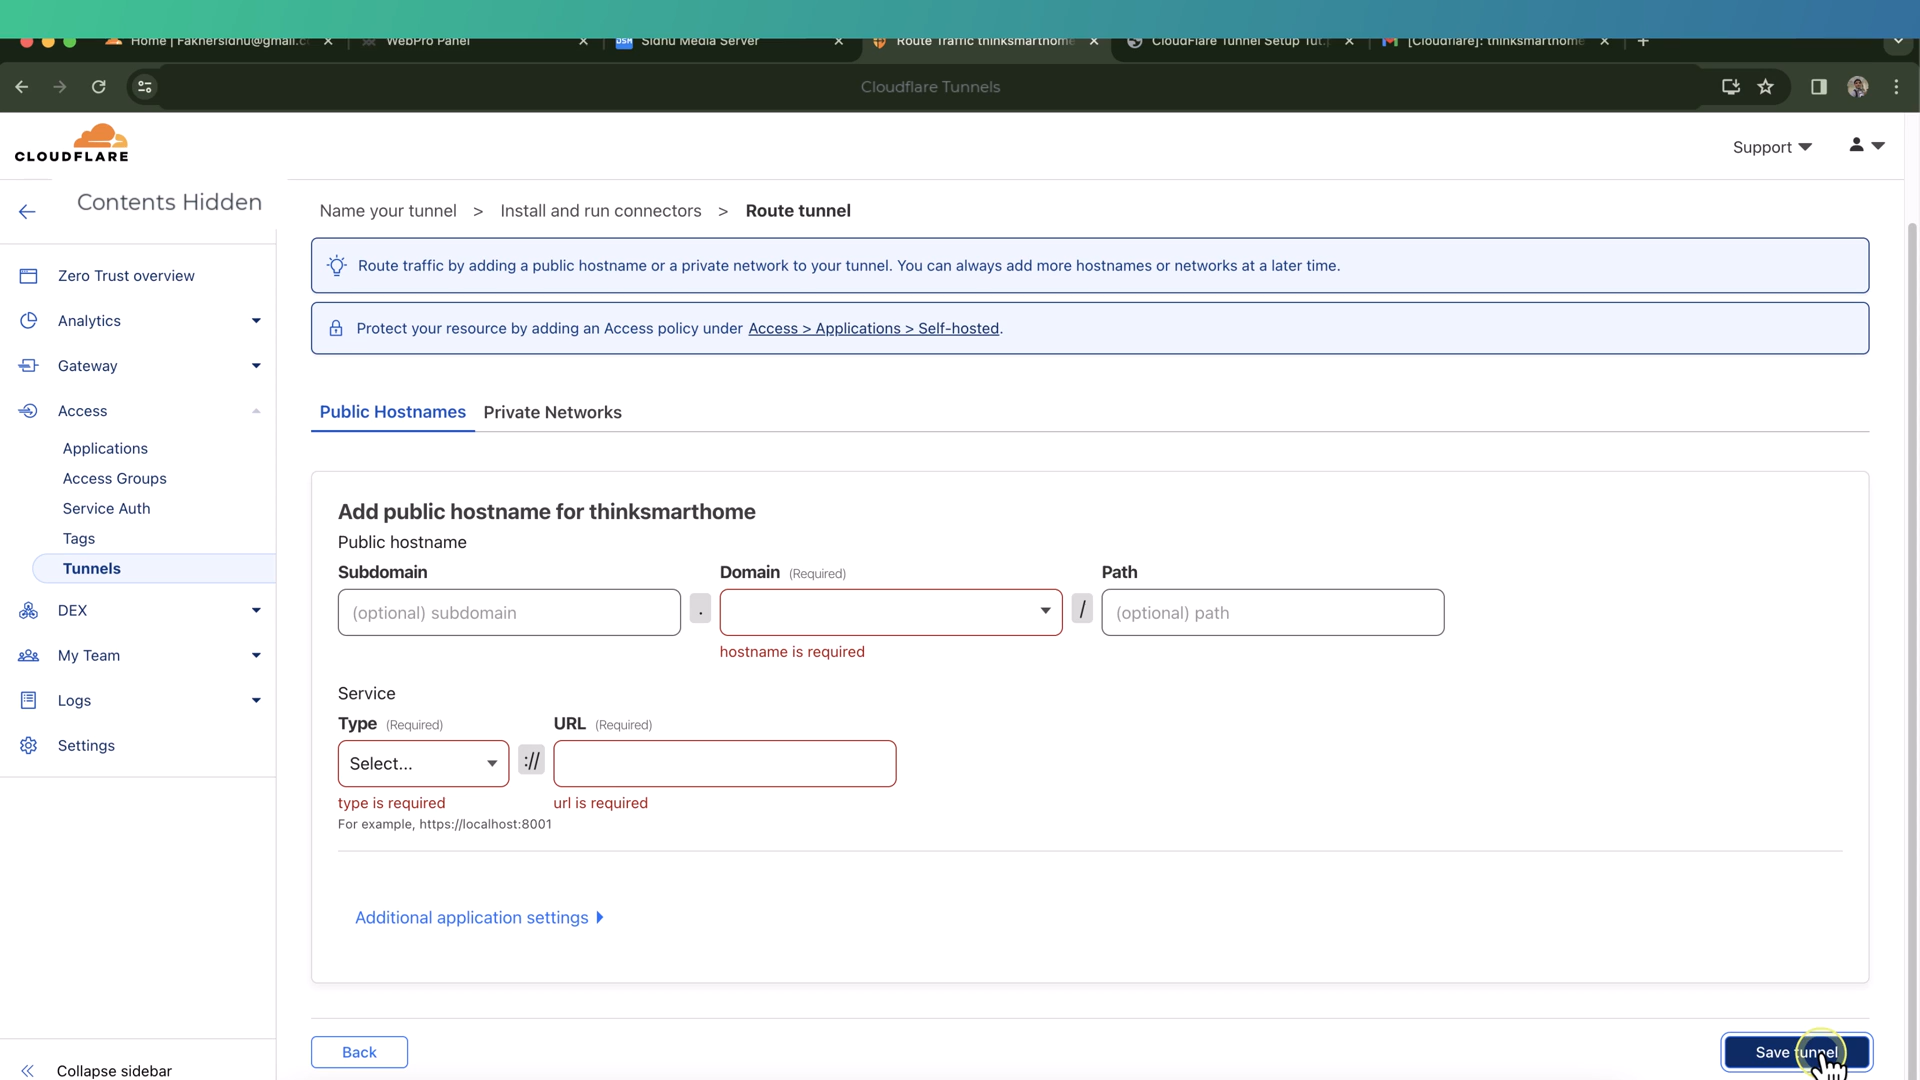 Home | Fakhersidhu@gmail.c
WebPro Panel
Sidhu Media Server
Route Traffic thinksmarthome
CloudFlare Tunnel Setup Tut
[Cloudflare]: thinksmarthome
Cloudflare Tunnels
CLOUDFLARE
Support
Contents Hidden
Name your tunnel > Install and run connectors > Route tunnel
Route traffic by adding a public hostname or a private network to your tunnel. You can always add more hostnames or networks at a later time.
Protect your resource by adding an Access policy under Access > Applications > Self-hosted.
Zero Trust overview
Analytics
Gateway
Access
Applications
Access Groups
Service Auth
Tags
Tunnels
DEX
My Team
Logs
Settings
Collapse sidebar
Public Hostnames Private Networks
Add public hostname for thinksmarthome
Public hostname
Subdomain Domain (Required) Path
(optional) subdomain . / (optional) path
hostname is required
Service
Type (Required) URL (Required)
Select... ://
type is required url is required
For example, https://localhost:8001
Additional application settings
Back Save tunnel